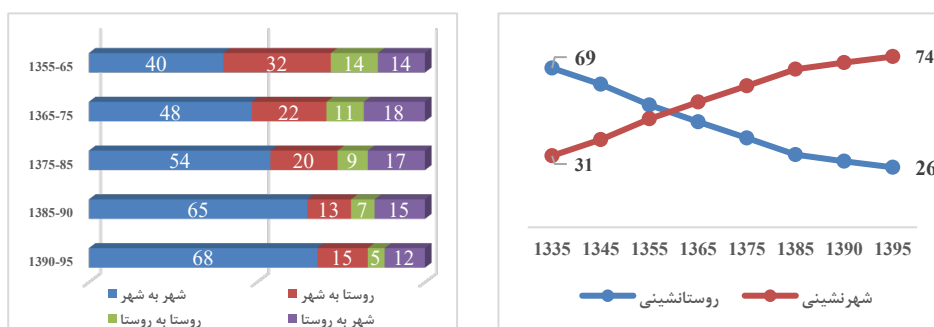 1355-65 40 32 14 14
1365-75 48 22 11 18
1375-85 54 20 9 17
1385-90 65 13 7 15
1390-95 68 15 5 12
شهر به شهر روستا به شهر
روستا به روستا شهر به روستا
69 74
31 26
1335 1345 1355 1365 1375 1385 1390 1395
روستانشینی شهرنشینی